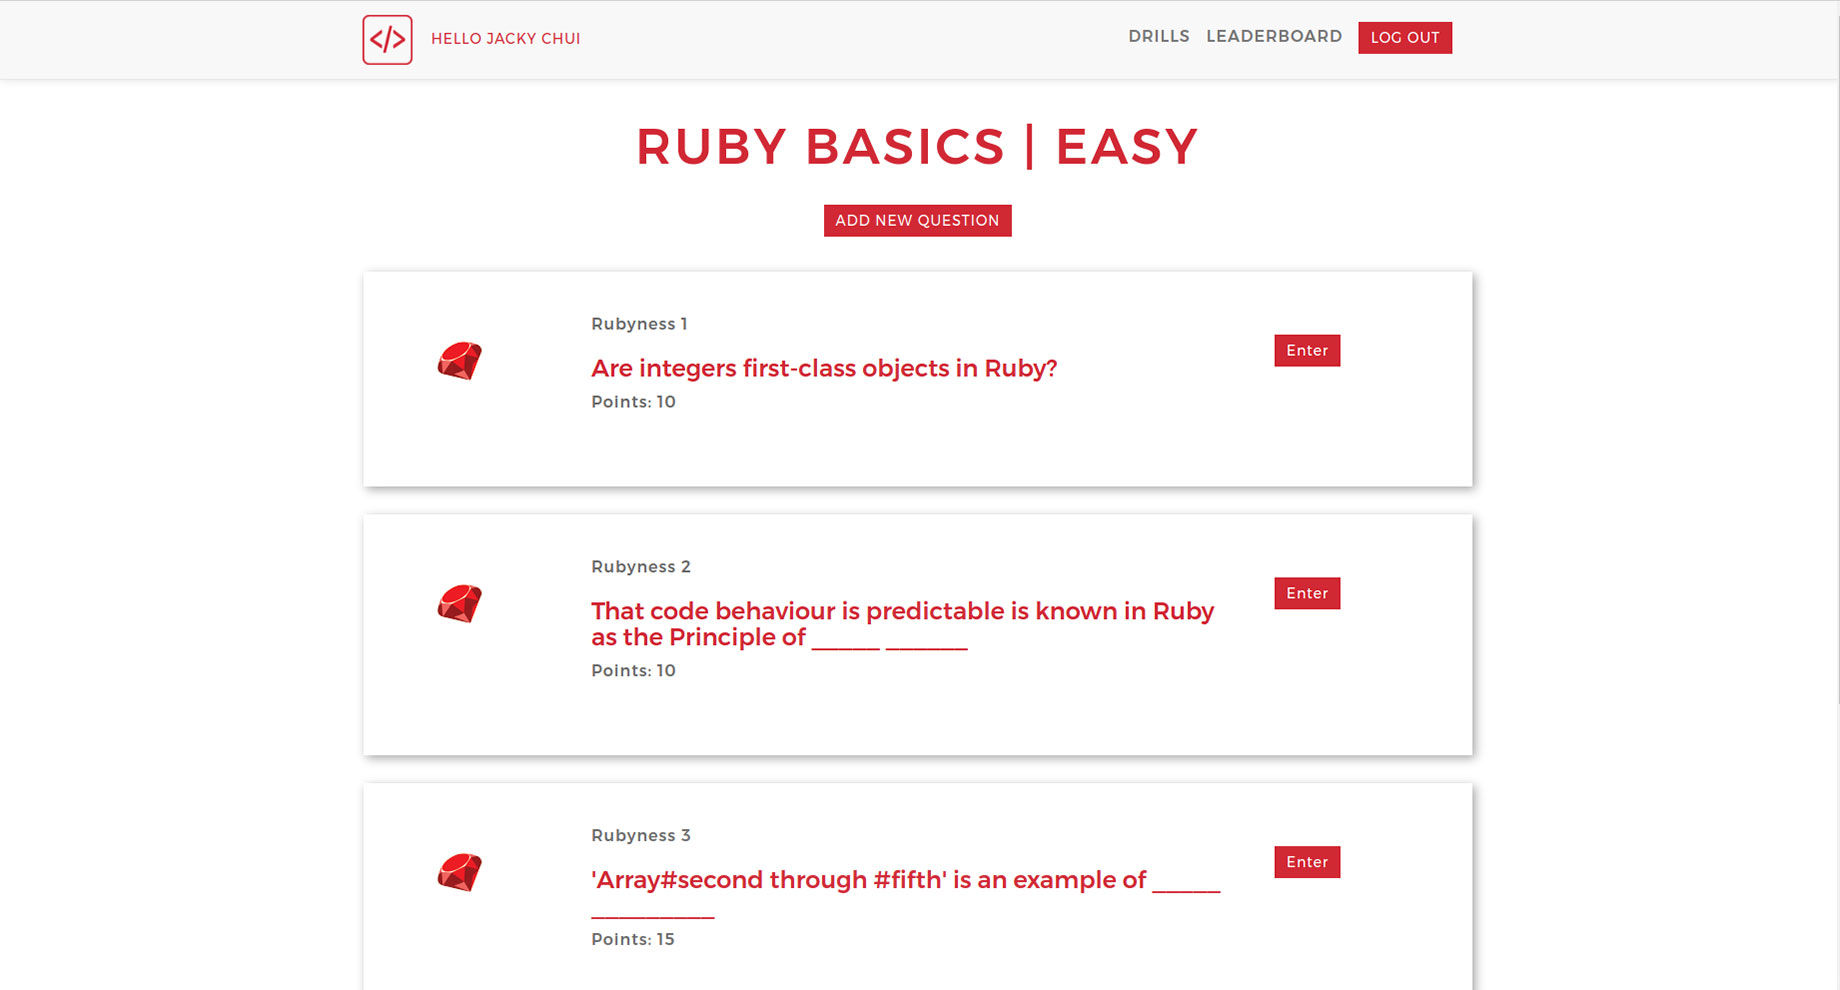 </>
HELLO JACKY CHUI
DRILLS
LEADERBOARD
LOG OUT
RUBY BASICS | EASY
ADD NEW QUESTION
Rubyness 1
Are integers first-class objects in Ruby?
Points: 10
Enter
Rubyness 2
That code behaviour is predictable is known in Ruby
as the Principle of _____ ______
Points: 10
Enter
Rubyness 3
'Array#second through #fifth' is an example of _____
_________
Points: 15
Enter